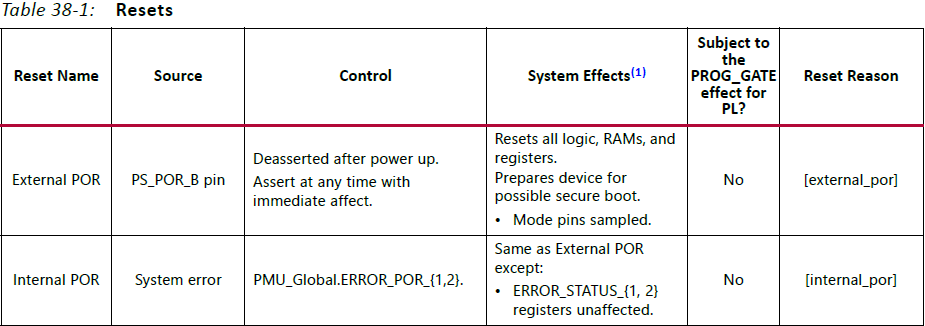 Table 38-1: Resets
Reset Name
Source
Control
System Effects(1)
Subject to
the
PROG_GATE
effect for
PL?
Reset Reason
External POR
PS_POR_B pin
Deasserted after power up.
Assert at any time with
immediate affect.
Resets all logic, RAMs, and
registers.
Prepares device for
possible secure boot.
• Mode pins sampled.
No
[external_por]
Internal POR
System error
PMU_Global.ERROR_POR_{1,2}.
Same as External POR
except:
• ERROR_STATUS_{1, 2}
registers unaffected.
No
[internal_por]